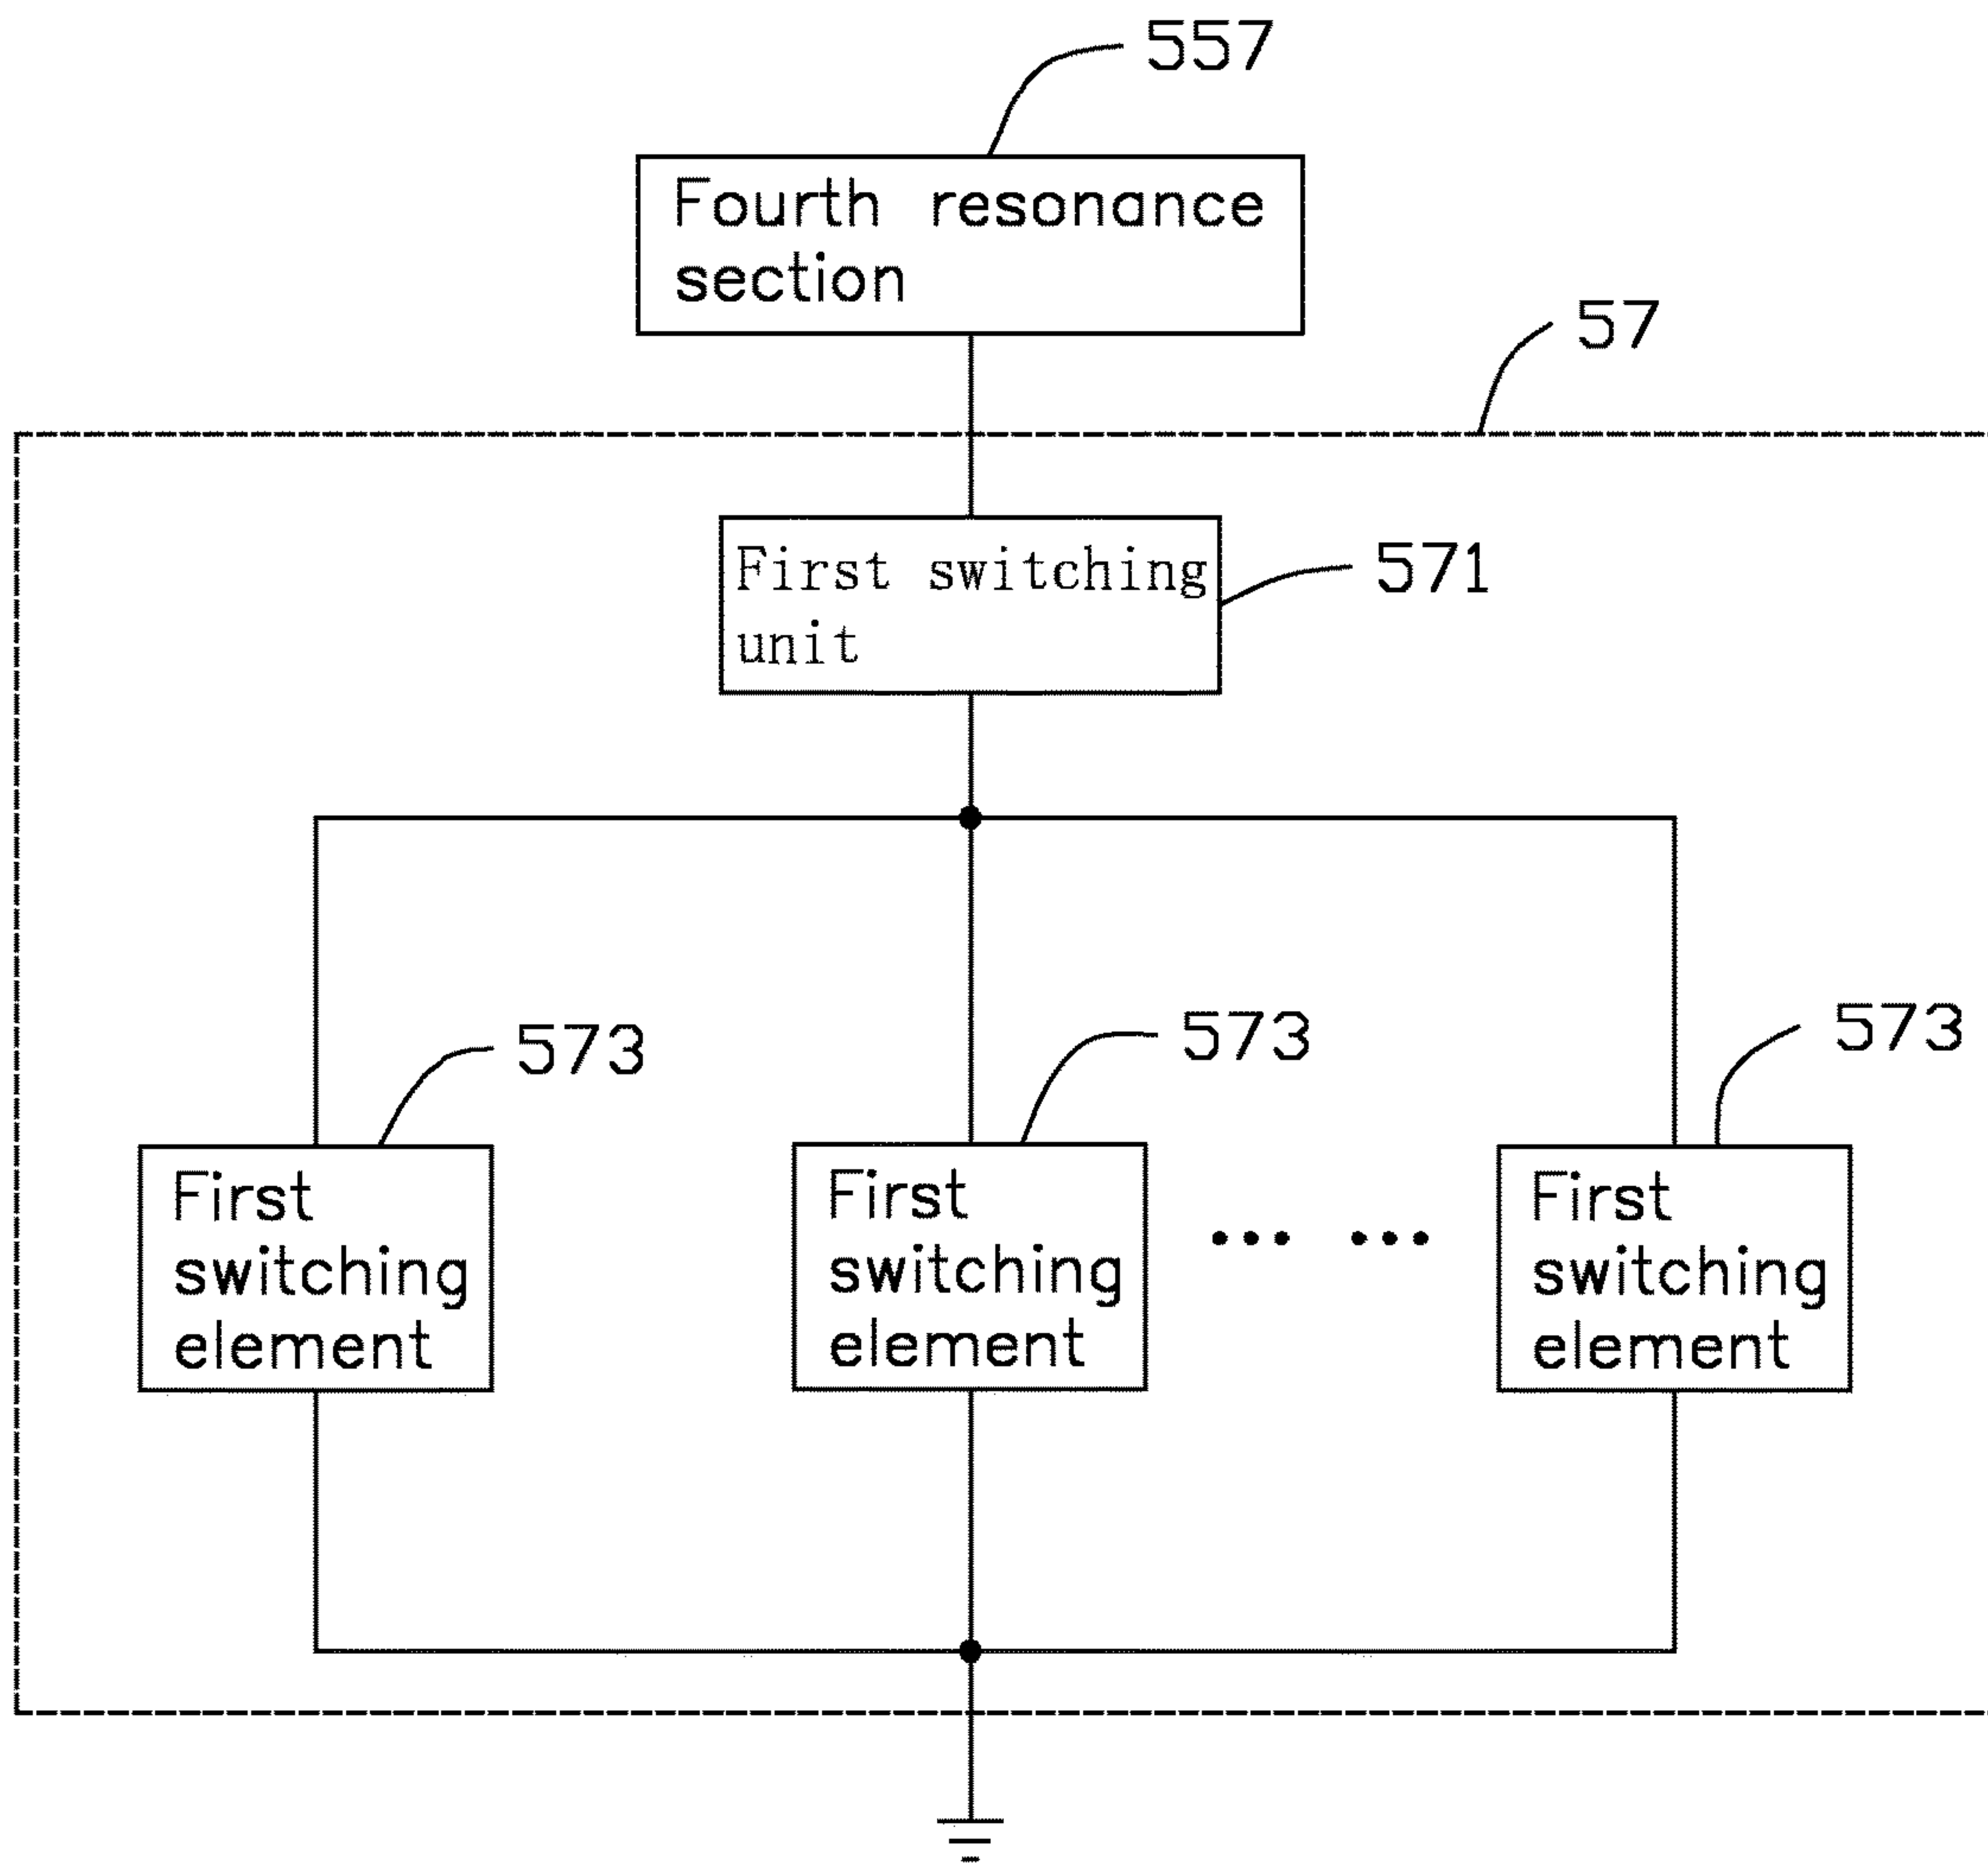 557
Fourth resonance
section
57
First switching
unit
571
573
573
573
First
switching
element
First
switching
element
... ...
First
switching
element